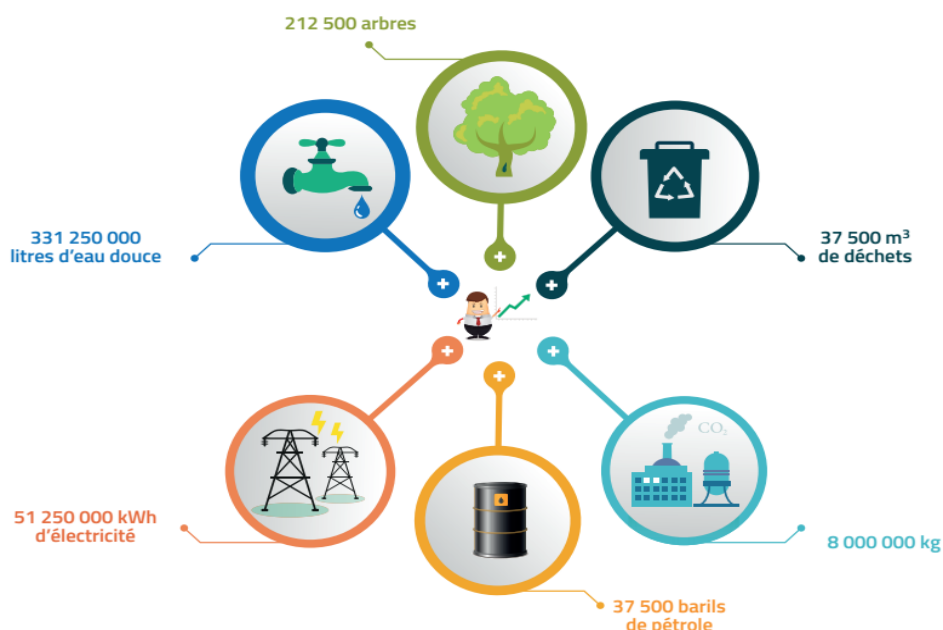 212 500 arbres
331 250 000
litres d'eau douce
37 500 m³
de déchets
CO₂
51 250 000 kWh
d'électricité
8 000 000 kg
37 500 barils
de pétrole